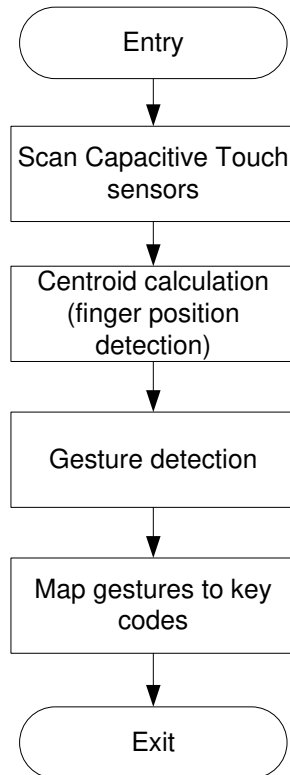 Entry
Scan Capacitive Touch
sensors
Centroid calculation
(finger position
detection)
Gesture detection
Map gestures to key
codes
Exit